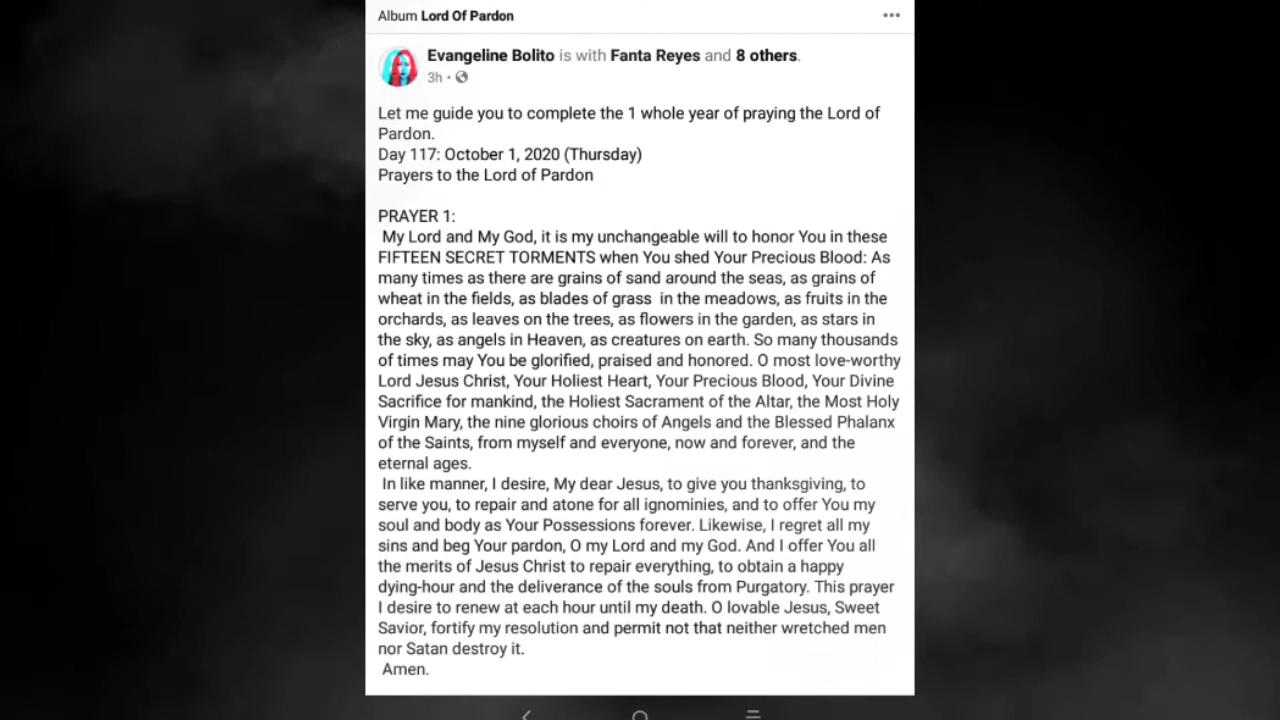 Album Lord Of Pardon
Evangeline Bolito is with Fanta Reyes and 8 others.
3h
Let me guide you to complete the 1 whole year of praying the Lord of
Pardon.
Day 117: October 1, 2020 (Thursday)
Prayers to the Lord of Pardon
PRAYER 1:
My Lord and My God, it is my unchangeable will to honor You in these
FIFTEEN SECRET TORMENTS when You shed Your Precious Blood: As
many times as there are grains of sand around the seas, as grains of
wheat in the fields, as blades of grass in the meadows, as fruits in the
orchards, as leaves on the trees, as flowers in the garden, as stars in
the sky, as angels in Heaven, as creatures on earth. So many thousands
of times may You be glorified, praised and honored. O most love-worthy
Lord Jesus Christ, Your Holiest Heart, Your Precious Blood, Your Divine
Sacrifice for mankind, the Holiest Sacrament of the Altar, the Most Holy
Virgin Mary, the nine glorious choirs of Angels and the Blessed Phalanx
of the Saints, from myself and everyone, now and forever, and the
eternal ages.
In like manner, I desire, My dear Jesus, to give you thanksgiving, to
serve you, to repair and atone for all ignominies, and to offer You my
soul and body as Your Possessions forever. Likewise, I regret all my
sins and beg Your pardon, O my Lord and my God. And I offer You all
the merits of Jesus Christ to repair everything, to obtain a happy
dying-hour and the deliverance of the souls from Purgatory. This prayer
I desire to renew at each hour until my death. O lovable Jesus, Sweet
Savior, fortify my resolution and permit not that neither wretched men
nor Satan destroy it.
Amen.